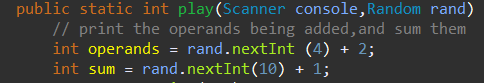 public static int play(Scanner console,Random rand)
// print the operands being added,and sum them
int operands = rand.nextInt (4) + 2;
int sum = rand.nextInt(10) + 1;